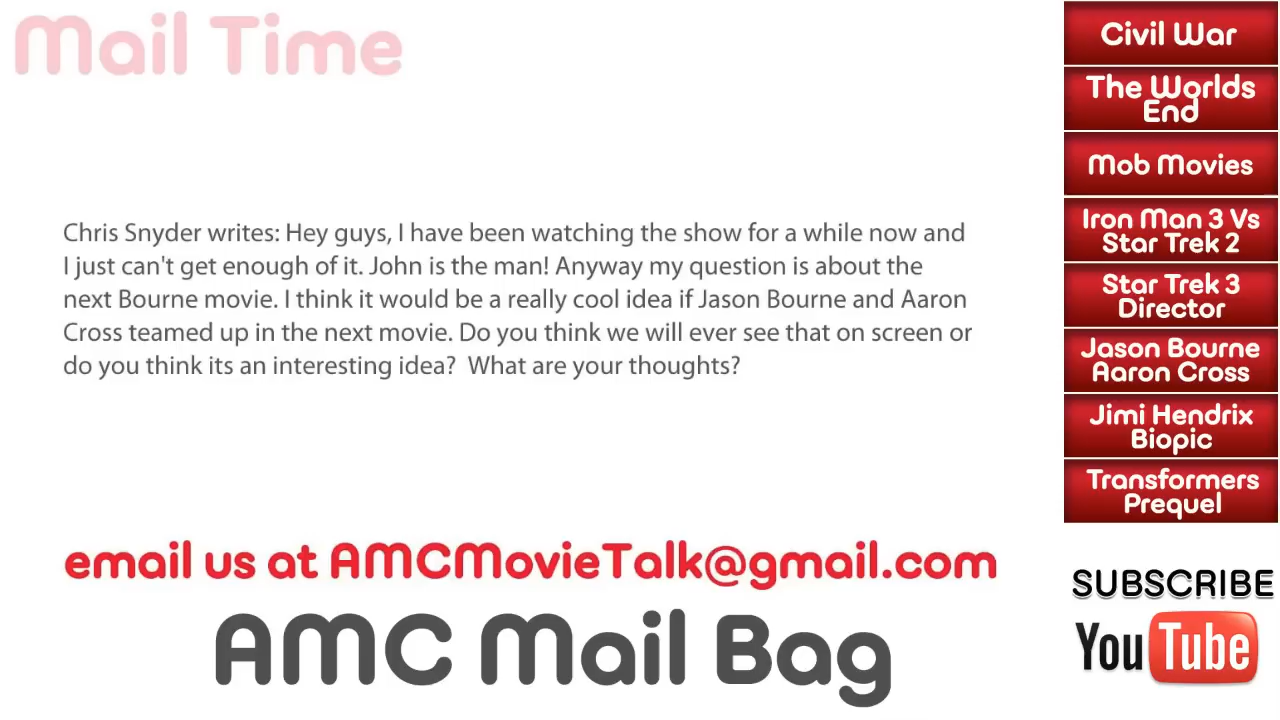 Mail Time
Chris Snyder writes: Hey guys, I have been watching the show for a while now and
I just can't get enough of it. John is the man! Anyway my question is about the
next Bourne movie. I think it would be a really cool idea if Jason Bourne and Aaron
Cross teamed up in the next movie. Do you think we will ever see that on screen or
do you think its an interesting idea?  What are your thoughts?
email us at AMCMovieTalk@gmail.com
AMC Mail Bag
Civil War
The Worlds
End
Mob Movies
Iron Man 3 Vs
Star Trek 2
Star Trek 3
Director
Jason Bourne
Aaron Cross
Jimi Hendrix
Biopic
Transformers
Prequel
SUBSCRIBE
YouTube